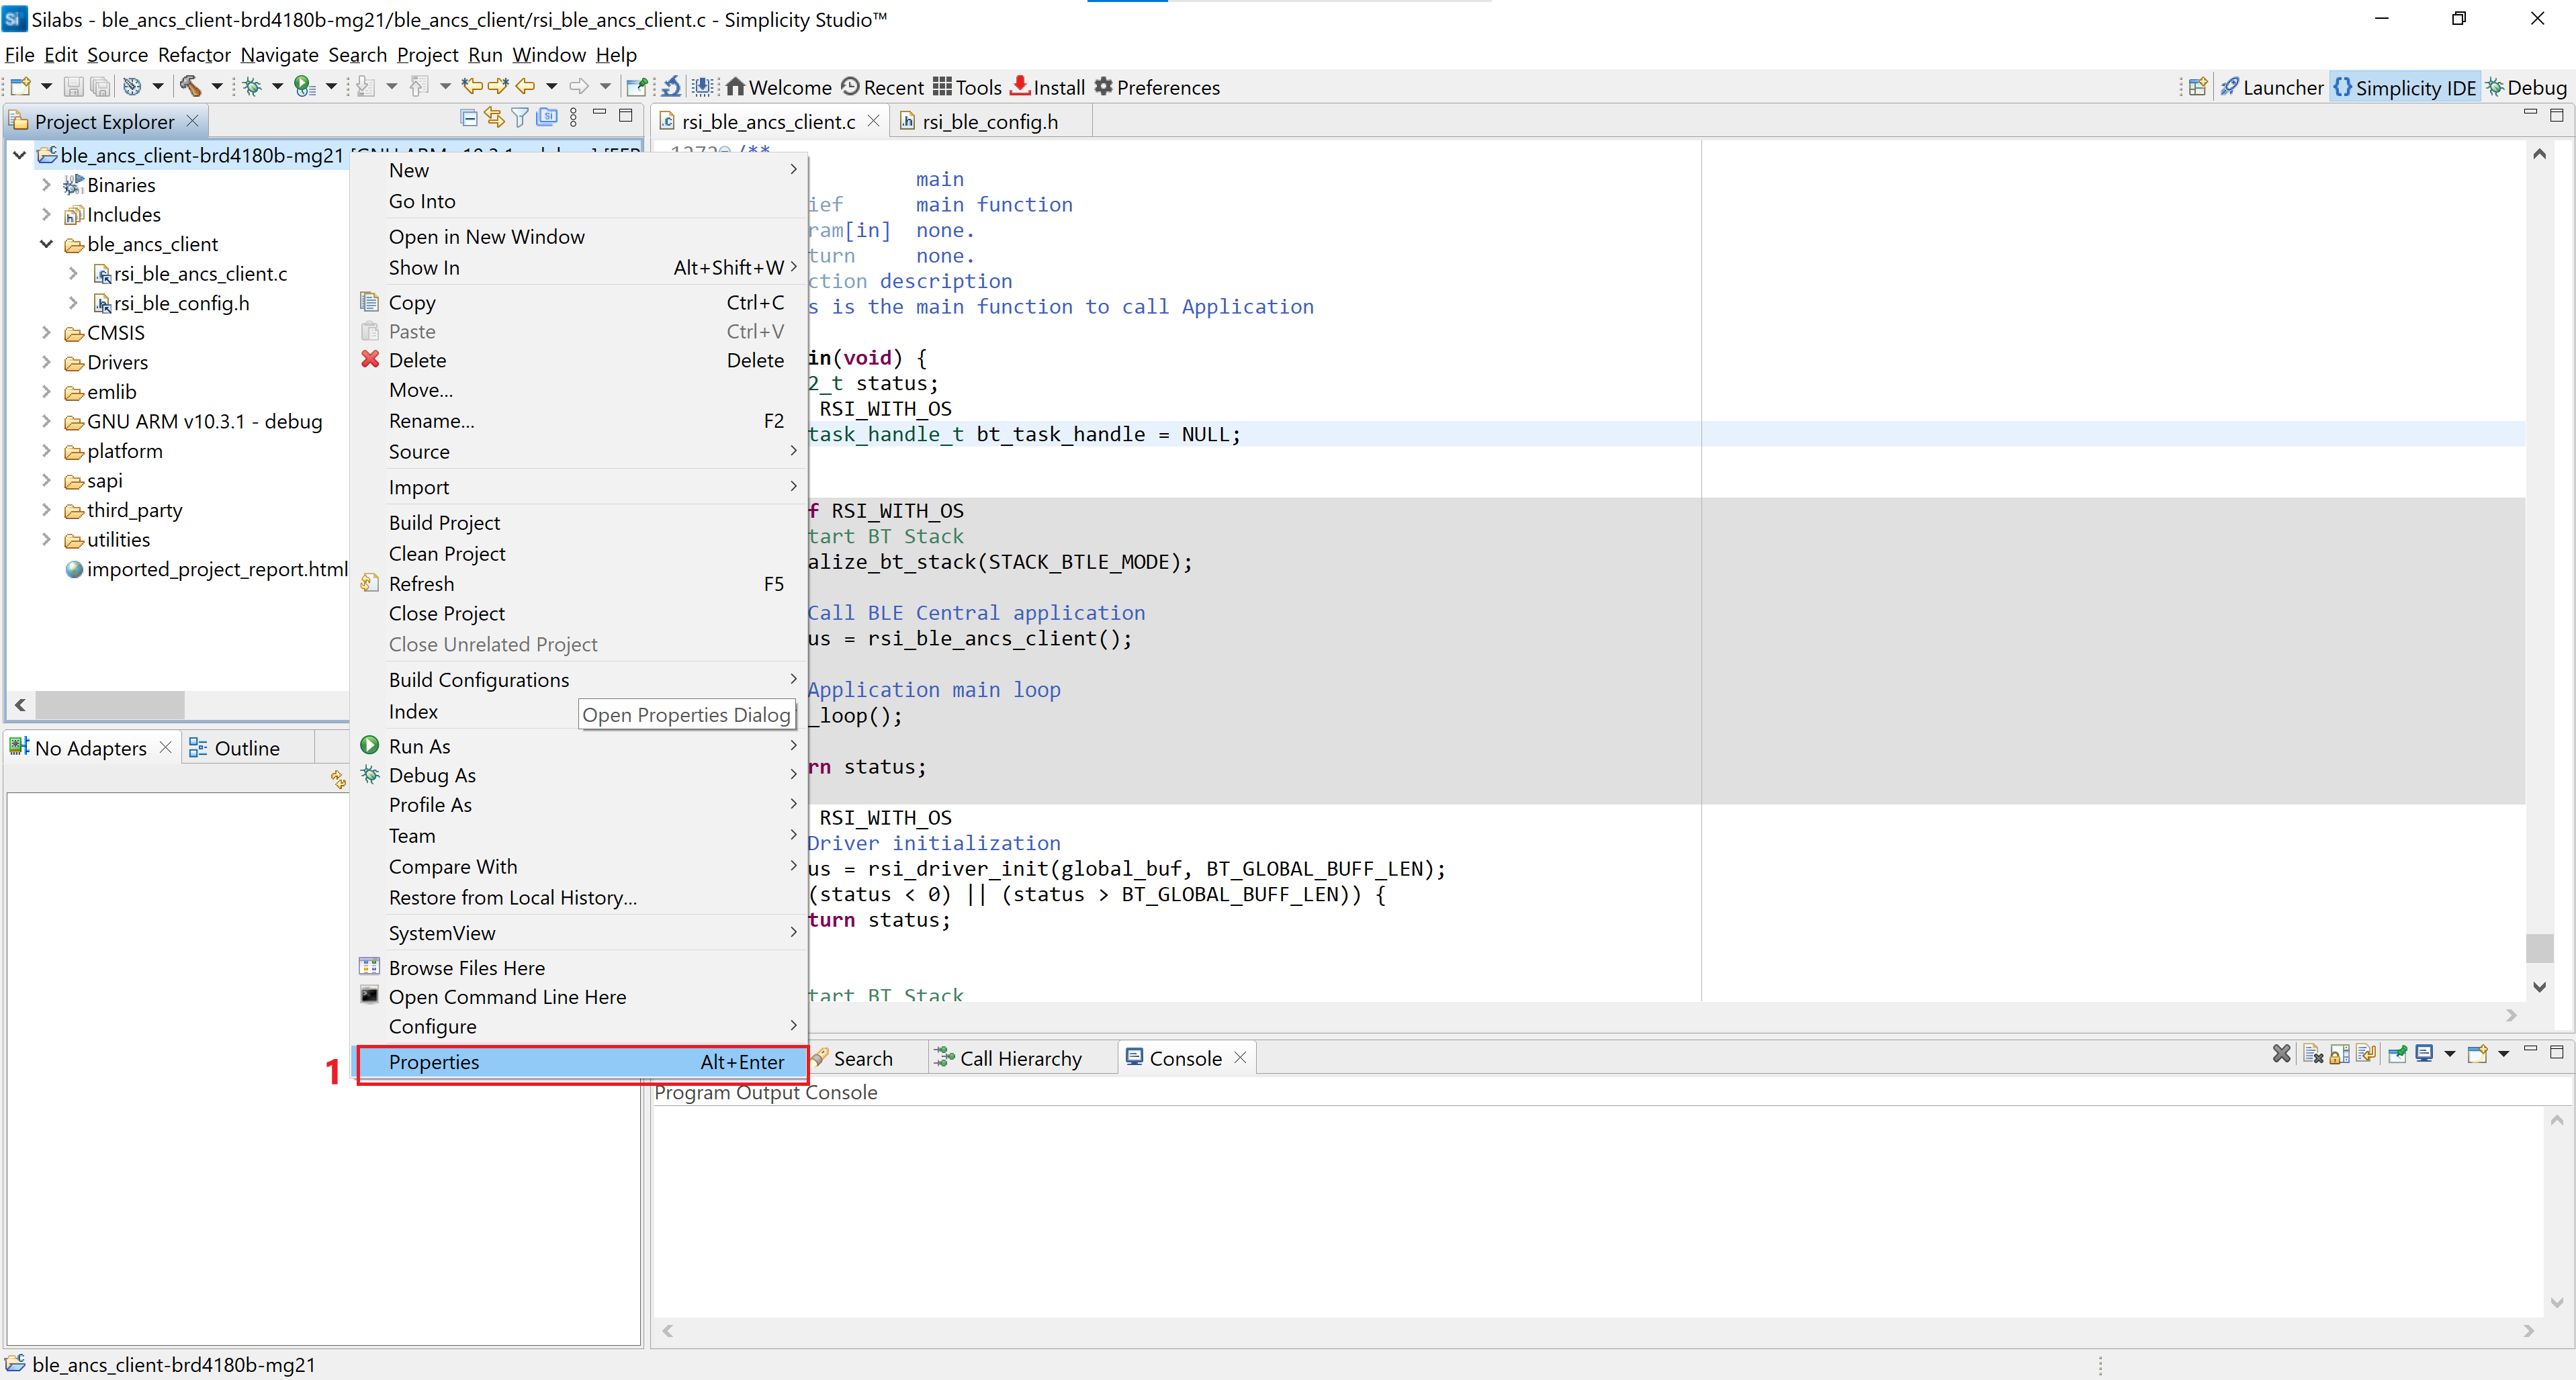 Silabs - ble_ancs_client-brd4180b-mg21/ble_ancs_client/rsi_ble_ancs_client.c - Simplicity Studio™
File Edit Source Refactor Navigate Search Project Run Window Help
Welcome Recent Tools Install Preferences Launcher {} Simplicity IDE Debug
Project Explorer
ble_ancs_client-brd4180b-mg21
Binaries
Includes
ble_ancs_client
rsi_ble_ancs_client.c
rsi_ble_config.h
CMSIS
Drivers
emlib
GNU ARM v10.3.1 - debug
platform
sapi
third_party
utilities
imported_project_report.html
No Adapters Outline
New
Go Into
Open in New Window
Show In Alt+Shift+W
Copy Ctrl+C
Paste Ctrl+V
Delete Delete
Move...
Rename... F2
Source
Import
Build Project
Clean Project
Refresh F5
Close Project
Close Unrelated Project
Build Configurations
Index
Open Properties Dialog
Run As
Debug As
Profile As
Team
Compare With
Restore from Local History...
SystemView
Browse Files Here
Open Command Line Here
Configure
1 Properties Alt+Enter
rsi_ble_ancs_client.c rsi_ble_config.h
/**
main
ief main function
ram[in] none.
turn none.
ction description
s is the main function to call Application
in(void) {
2_t status;
RSI_WITH_OS
task_handle_t bt_task_handle = NULL;
f RSI_WITH_OS
tart BT Stack
alize_bt_stack(STACK_BTLE_MODE);
Call BLE Central application
us = rsi_ble_ancs_client();
Application main loop
_loop();
rn status;
RSI_WITH_OS
Driver initialization
us = rsi_driver_init(global_buf, BT_GLOBAL_BUFF_LEN);
(status < 0) || (status > BT_GLOBAL_BUFF_LEN)) {
turn status;
tart BT Stack
Search Call Hierarchy Console
Program Output Console
ble_ancs_client-brd4180b-mg21